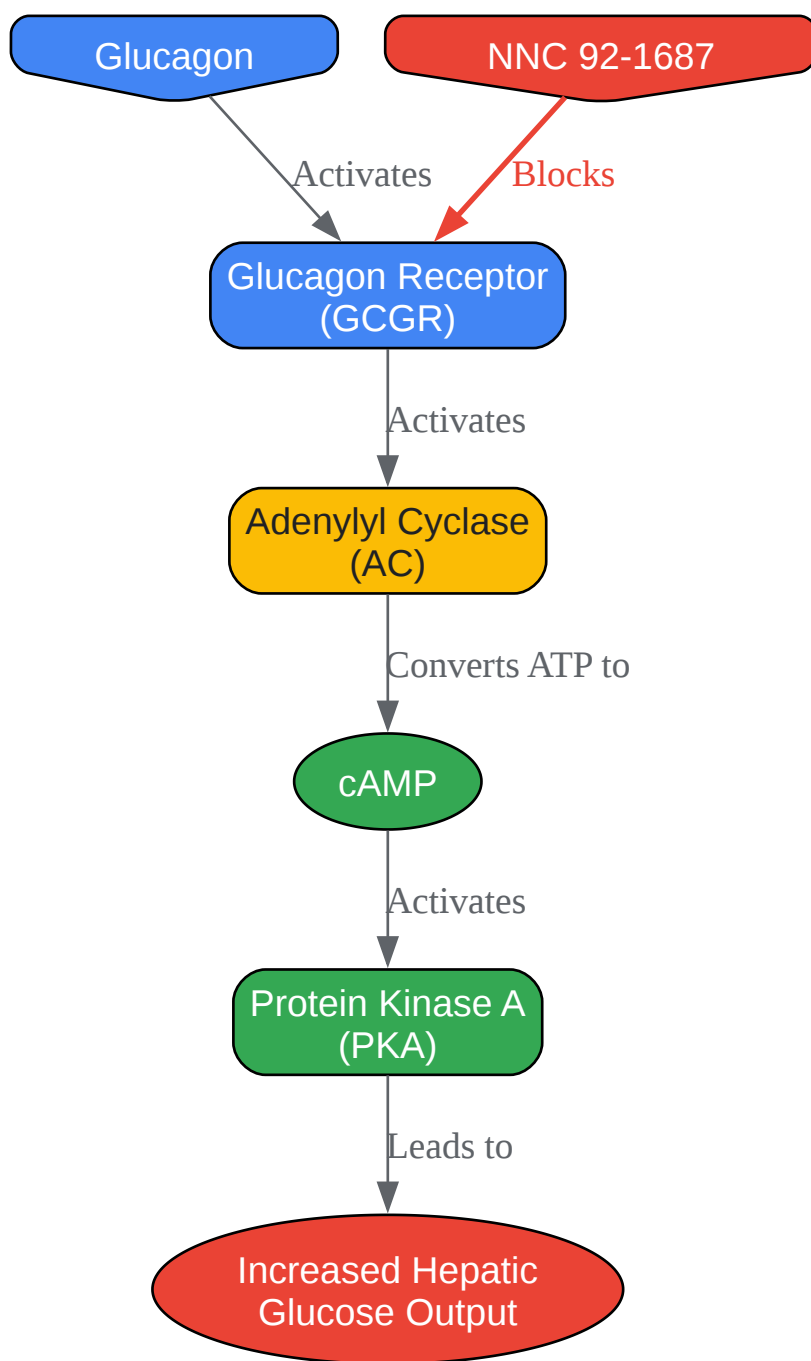 Glucagon
NNC 92-1687
Activates
Blocks
Glucagon Receptor
(GCGR)
Activates
Adenylyl Cyclase
(AC)
Converts ATP to
cAMP
Activates
Protein Kinase A
(PKA)
Leads to
Increased Hepatic
Glucose Output